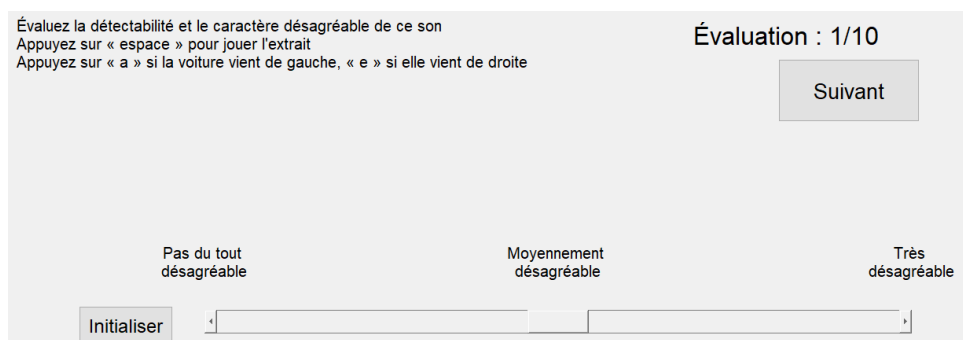 Évaluez la détectabilité et le caractère désagréable de ce son
Appuyez sur « espace » pour jouer l'extrait
Appuyez sur « a » si la voiture vient de gauche, « e » si elle vient de droite
Évaluation : 1/10
Suivant
Pas du tout
désagréable
Moyennement
désagréable
Très
désagréable
Initialiser